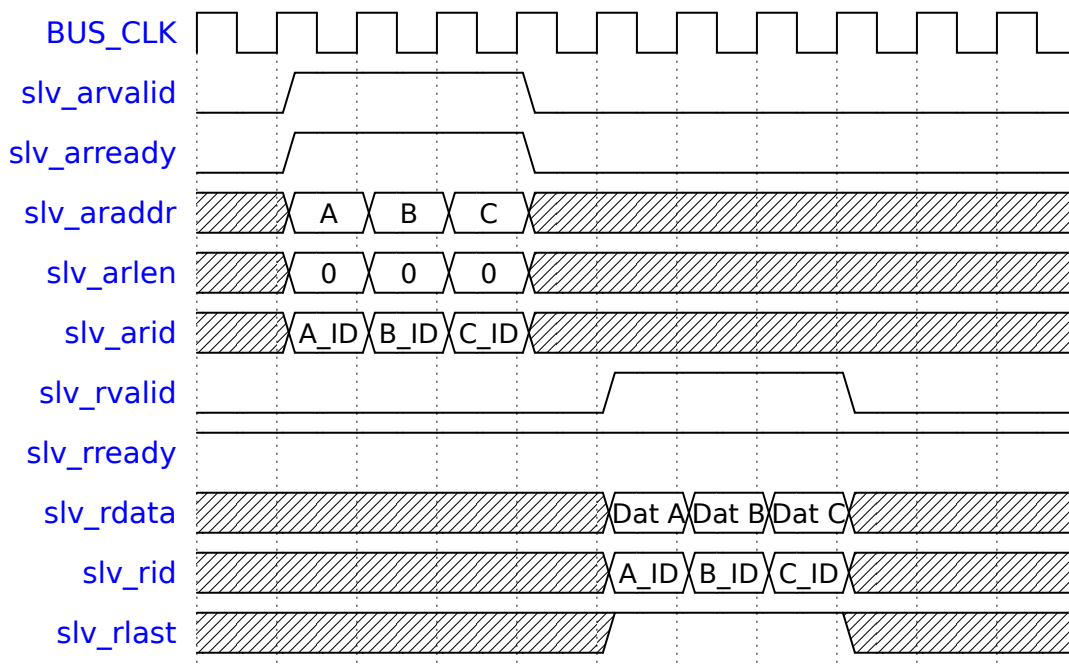 BUS_CLK
slv_arvalid
slv_arready
slv_araddr A B C
slv_arlen 0 0 0
slv_arid A_ID B_ID C_ID
slv_rvalid
slv_rready
slv_rdata Dat A Dat B Dat C
slv_rid A_ID B_ID C_ID
slv_rlast